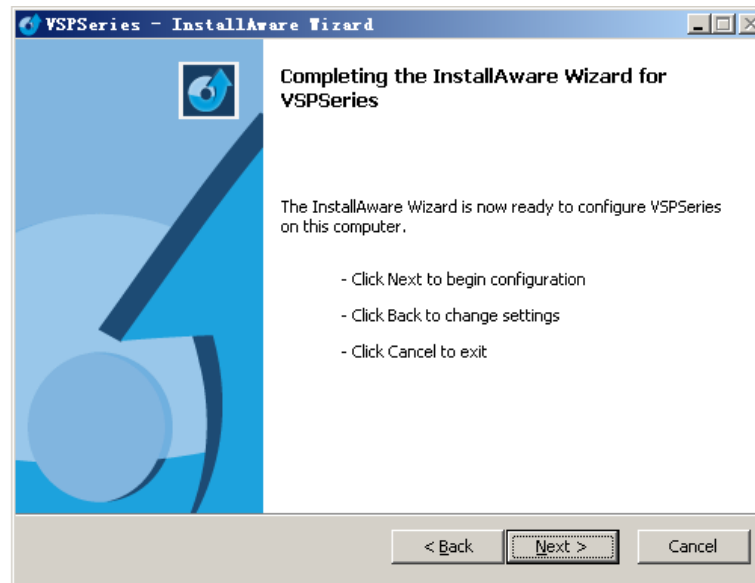 VSPSeries - InstallAware Wizard
Completing the InstallAware Wizard for
VSPSeries
The InstallAware Wizard is now ready to configure VSPSeries
on this computer.
- Click Next to begin configuration
- Click Back to change settings
- Click Cancel to exit
< Back
Next >
Cancel